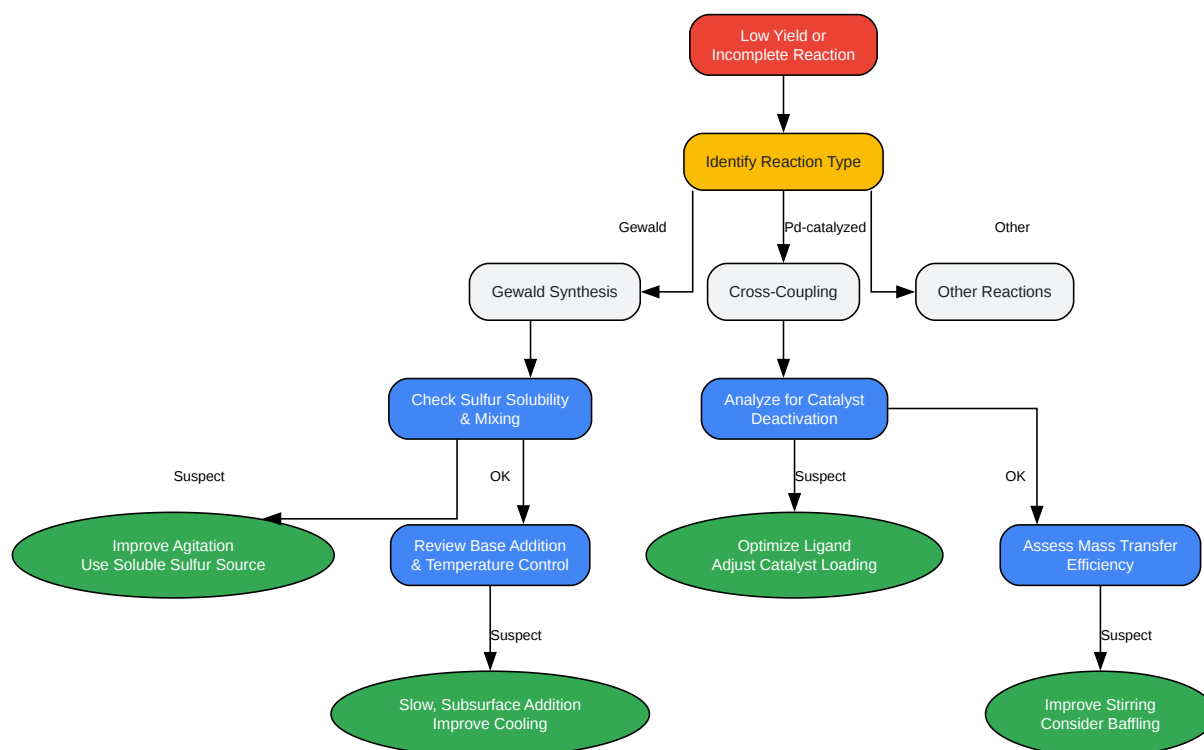 Low Yield or
Incomplete Reaction
Identify Reaction Type
Gewald
Pd-catalyzed
Other
Gewald Synthesis
Cross-Coupling
Other Reactions
Check Sulfur Solubility
& Mixing
Analyze for Catalyst
Deactivation
Suspect
OK
Suspect
OK
Improve Agitation
Use Soluble Sulfur Source
Review Base Addition
& Temperature Control
Optimize Ligand
Adjust Catalyst Loading
Assess Mass Transfer
Efficiency
Suspect
Suspect
Slow, Subsurface Addition
Improve Cooling
Improve Stirring
Consider Baffling